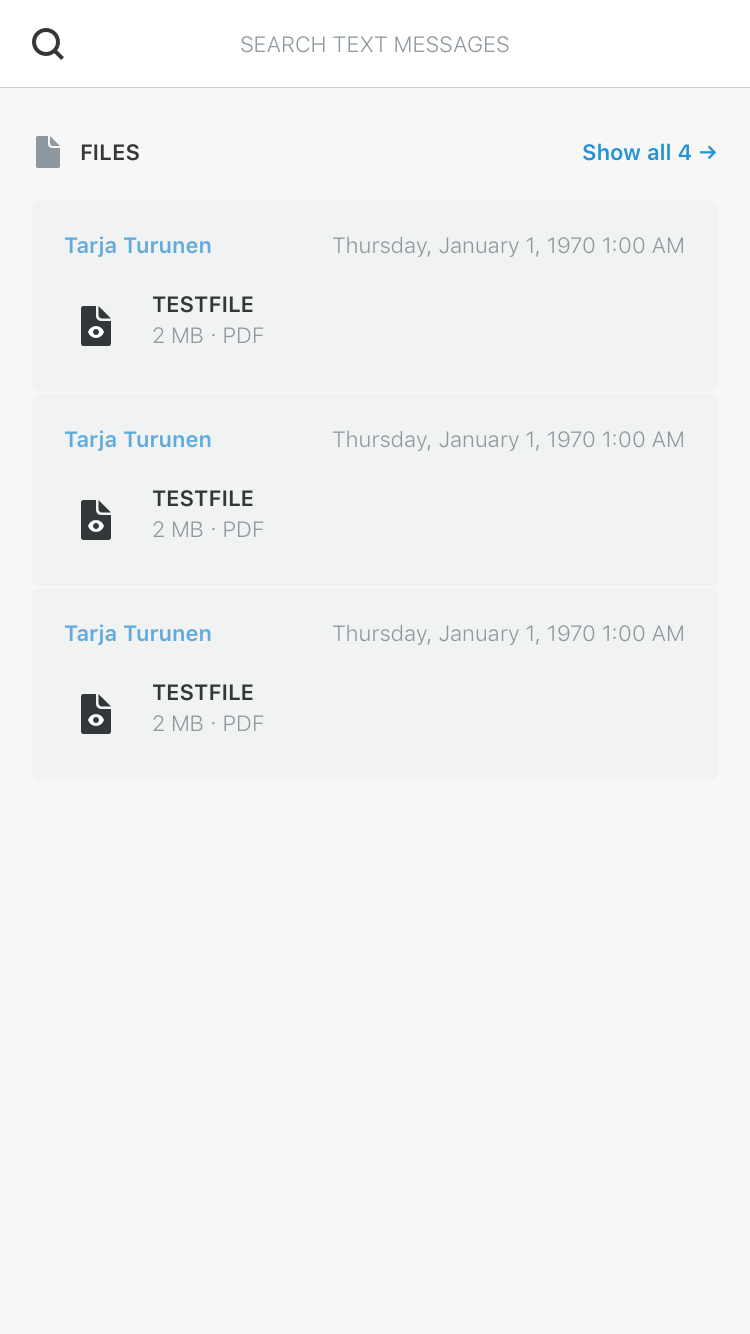 SEARCH TEXT MESSAGES
FILES
Show all 4 →
Tarja Turunen
Thursday, January 1, 1970 1:00 AM
TESTFILE
2 MB · PDF
Tarja Turunen
Thursday, January 1, 1970 1:00 AM
TESTFILE
2 MB · PDF
Tarja Turunen
Thursday, January 1, 1970 1:00 AM
TESTFILE
2 MB · PDF